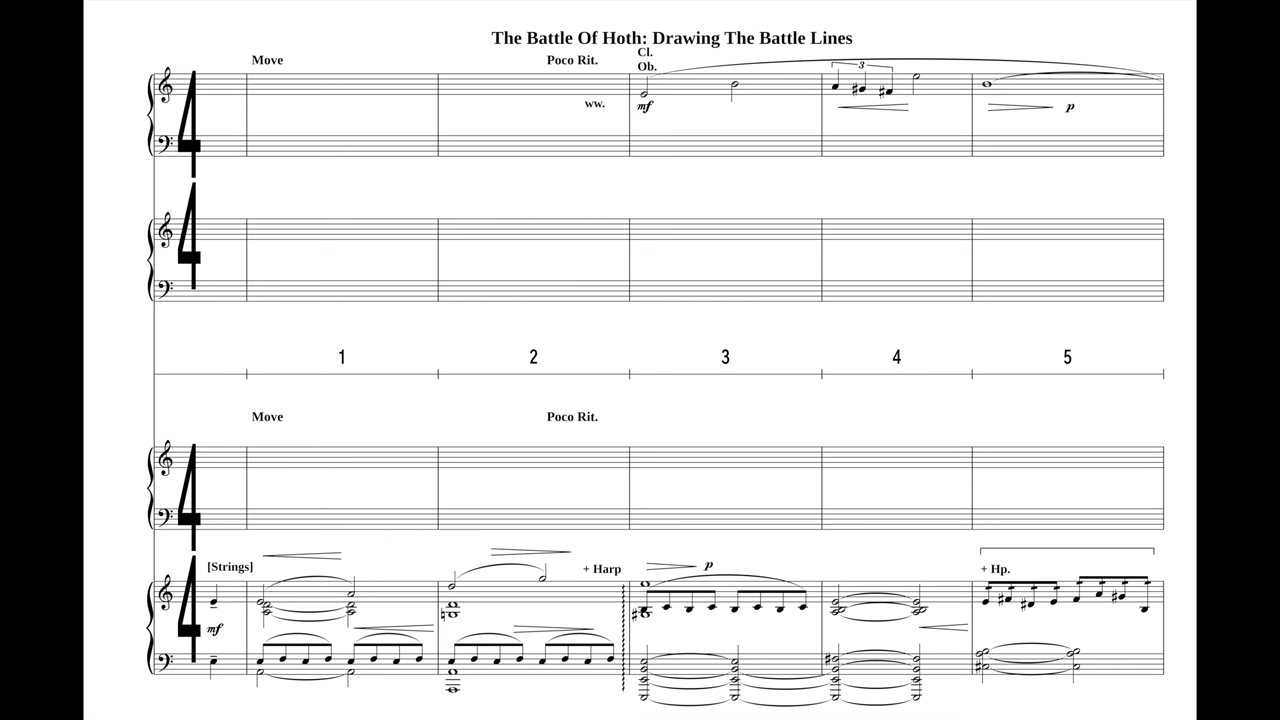 The Battle Of Hoth: Drawing The Battle Lines
Move
Poco Rit.
Cl.
Ob.
ww.
mf
3
p
1
2
3
4
5
Move
Poco Rit.
[Strings]
+ Harp
p
+ Hp.
mf